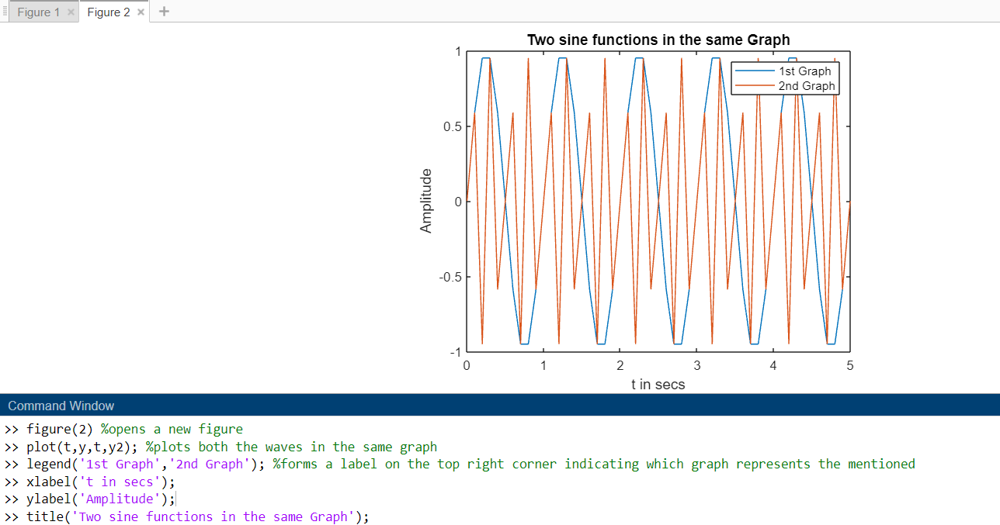 Figure 1 × Figure 2 × +
Two sine functions in the same Graph
1st Graph
2nd Graph
1
0.5
0
-0.5
-1
Amplitude
0 1 2 3 4 5
t in secs
Command Window
>> figure(2) %opens a new figure
>> plot(t,y,t,y2); %plots both the waves in the same graph
>> legend('1st Graph','2nd Graph'); %forms a label on the top right corner indicating which graph represents the mentioned
>> xlabel('t in secs');
>> ylabel('Amplitude');
>> title('Two sine functions in the same Graph');